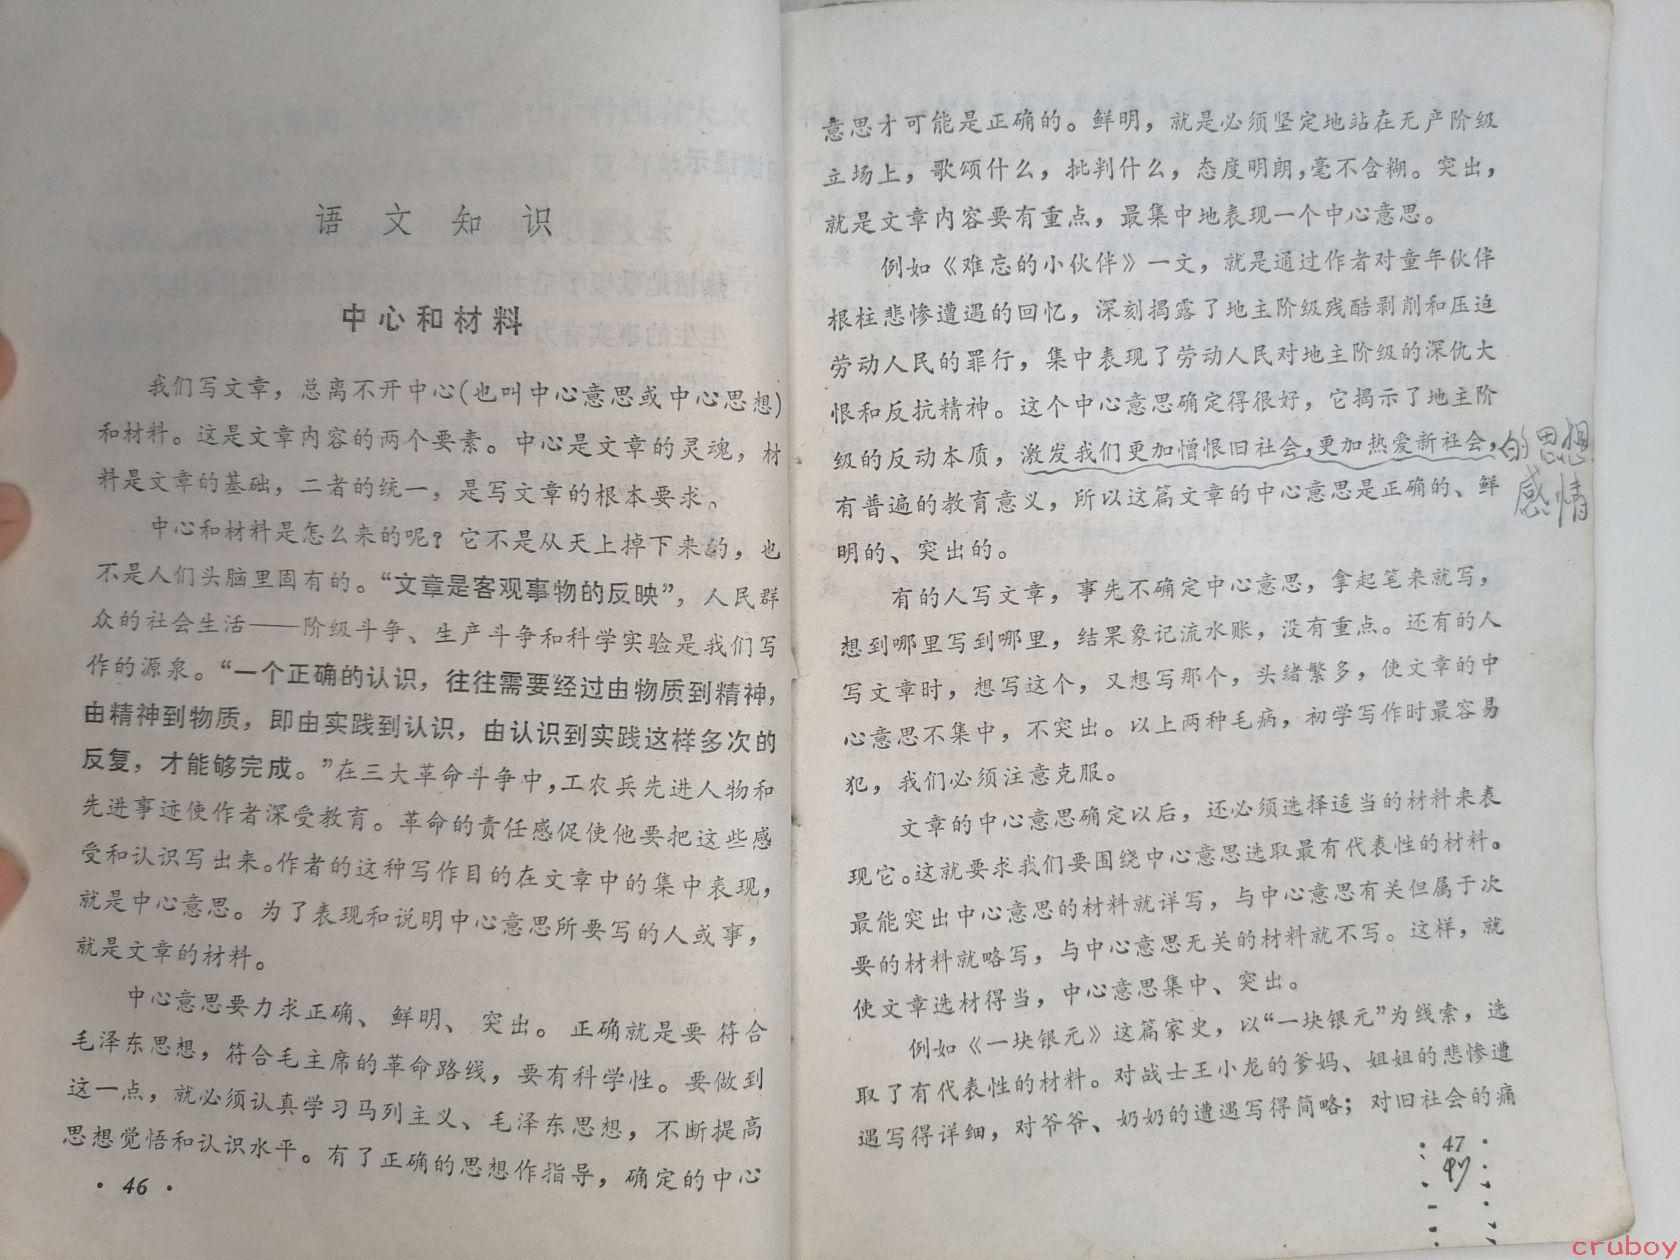 语文知识
中心和材料
我们写文章，总离不开中心(也叫中心意思或中心思想)
和材料。这是文章内容的两个要素。中心是文章的灵魂，材
料是文章的基础，二者的统一，是写文章的根本要求。
中心和材料是怎么来的呢？它不是从天上掉下来的，也
不是人们头脑里固有的。“文章是客观事物的反映”，人民群
众的社会生活——阶级斗争、生产斗争和科学实验是我们写
作的源泉。“一个正确的认识，往往需要经过由物质到精神，
由精神到物质，即由实践到认识，由认识到实践这样多次的
反复，才能够完成。”在三大革命斗争中，工农兵先进人物和
先进事迹使作者深受教育。革命的责任感促使他要把这些感
受和认识写出来。作者的这种写作目的在文章中的集中表现，
就是中心意思。为了表现和说明中心意思所要写的人或事，
就是文章的材料。
中心意思要力求正确、鲜明、突出。正确就是要符合
毛泽东思想，符合毛主席的革命路线，要有科学性。要做到
这一点，就必须认真学习马列主义、毛泽东思想，不断提高
思想觉悟和认识水平。有了正确的思想作指导，确定的中心
·46·
意思才可能是正确的。鲜明，就是必须坚定地站在无产阶级
立场上，歌颂什么，批判什么，态度明朗，毫不含糊。突出，
就是文章内容要有重点，最集中地表现一个中心意思。
例如《难忘的小伙伴》一文，就是通过作者对童年伙伴
根柱悲惨遭遇的回忆，深刻揭露了地主阶级残酷剥削和压迫
劳动人民的罪行，集中表现了劳动人民对地主阶级的深仇大
恨和反抗精神。这个中心意思确定得很好，它揭示了地主阶
级的反动本质，激发我们更加憎恨旧社会，更加热爱新社会，
的思想
感情
有普遍的教育意义，所以这篇文章的中心意思是正确的、鲜
明的、突出的。
有的人写文章，事先不确定中心意思，拿起笔来就写，
想到哪里写到哪里，结果象记流水账，没有重点。还有的人
写文章时，想写这个，又想写那个，头绪繁多，使文章的中
心意思不集中，不突出。以上两种毛病，初学写作时最容易
犯，我们必须注意克服。
文章的中心意思确定以后，还必须选择适当的材料来表
现它。这就要求我们要围绕中心意思选取最有代表性的材料。
最能突出中心意思的材料就详写，与中心意思有关但属于次
要的材料就略写，与中心意思无关的材料就不写。这样，就
使文章选材得当，中心意思集中、突出。
例如《一块银元》这篇家史，以“一块银元”为线索，选
取了有代表性的材料。对战士王小龙的爹妈、姐姐的悲惨遭
遇写得详细，对爷爷、奶奶的遭遇写得简略；对旧社会的痛
·47·
cruboy